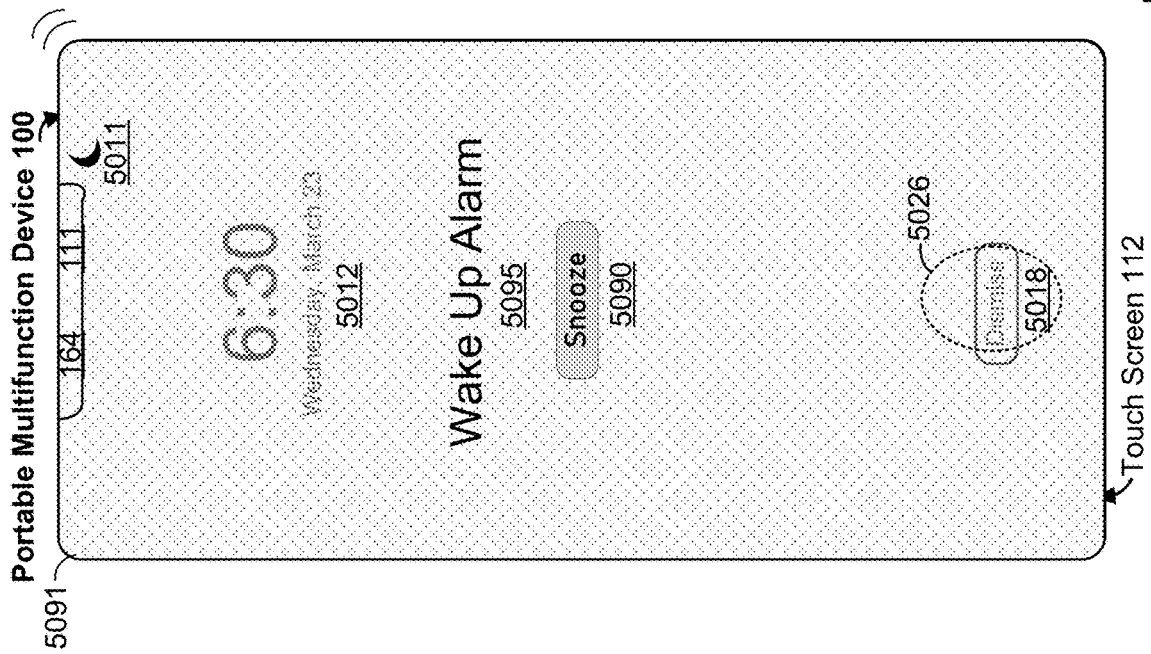 Portable Multifunction Device 100
5091
164 111
5011
6:30
Wednesday, March 23
5012
Wake Up Alarm
5095
Snooze
5090
5026
Dismiss
5018
Touch Screen 112